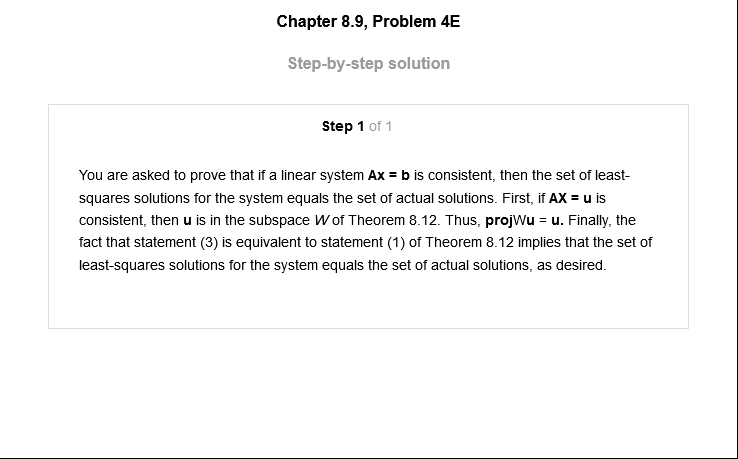 Chapter 8.9, Problem 4E
Step-by-step solution
Step 1 of 1
You are asked to prove that if a linear system Ax = b is consistent, then the set of least-
squares solutions for the system equals the set of actual solutions. First, if AX = u is
consistent, then u is in the subspace W of Theorem 8.12. Thus, projWu = u. Finally, the
fact that statement (3) is equivalent to statement (1) of Theorem 8.12 implies that the set of
least-squares solutions for the system equals the set of actual solutions, as desired.